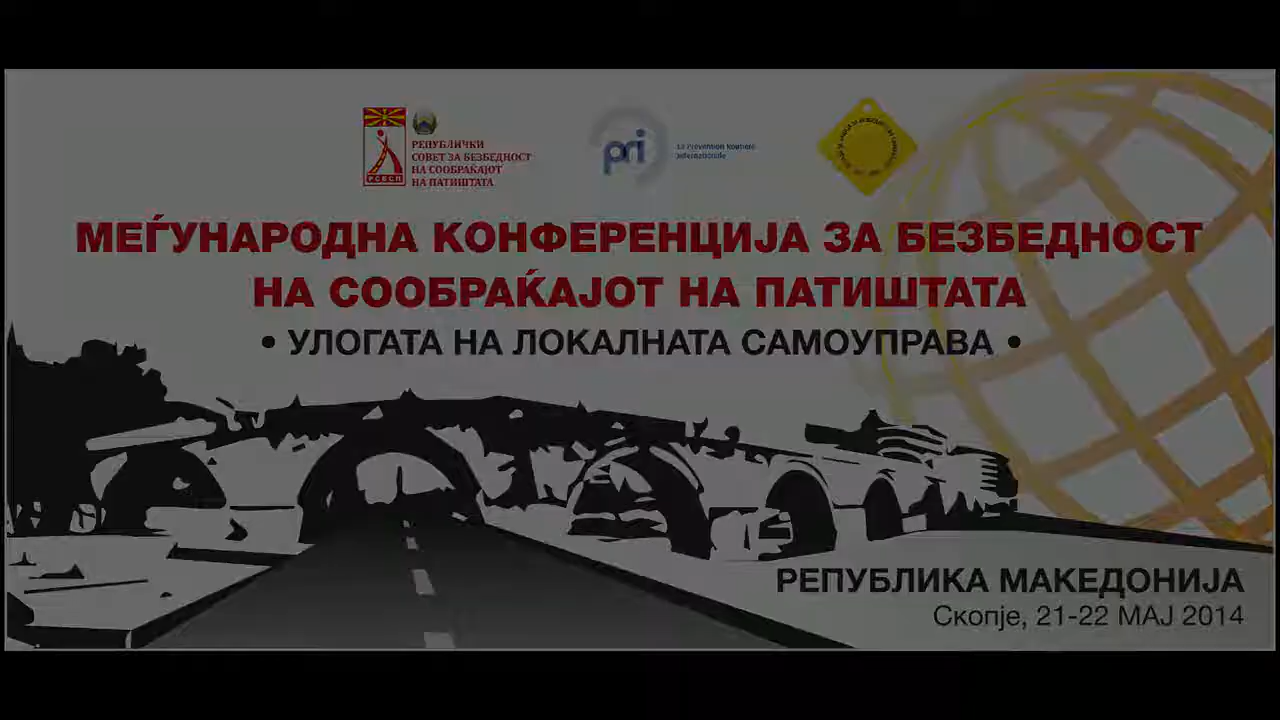 РЕПУБЛИЧКИ
СОВЕТ ЗА БЕЗБЕДНОСТ
НА СООБРАЌАЈОТ
НА ПАТИШТАТА
РСБСП
pri
La Prévention Routière
Internationale
МЕЃУНАРОДНА КОНФЕРЕНЦИЈА ЗА БЕЗБЕДНОСТ
НА СООБРАЌАЈОТ НА ПАТИШТАТА
• УЛОГАТА НА ЛОКАЛНАТА САМОУПРАВА •
РЕПУБЛИКА МАКЕДОНИЈА
Скопје, 21-22 МАЈ 2014